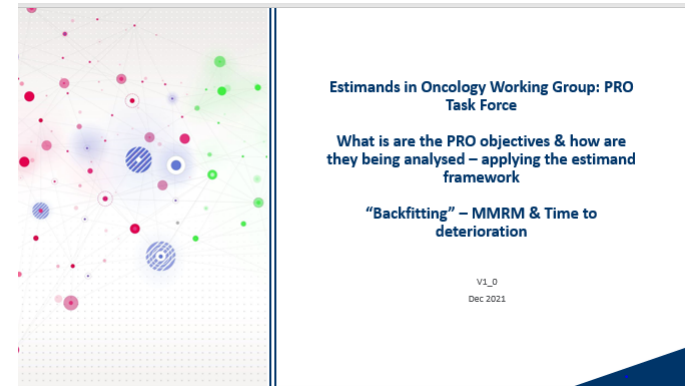 Estimands in Oncology Working Group: PRO
Task Force
What is are the PRO objectives & how are
they being analysed – applying the estimand
framework
“Backfitting” – MMRM & Time to
deterioration
V1_0
Dec 2021